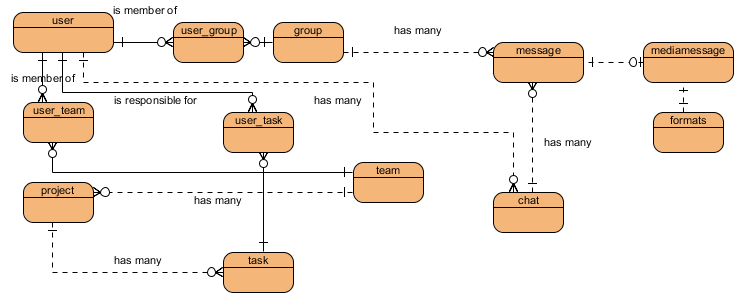 is member of
user
user_group
group
has many
message
mediamessage
is member of
is responsible for
has many
user_team
user_task
formats
has many
team
project
has many
chat
has many
task